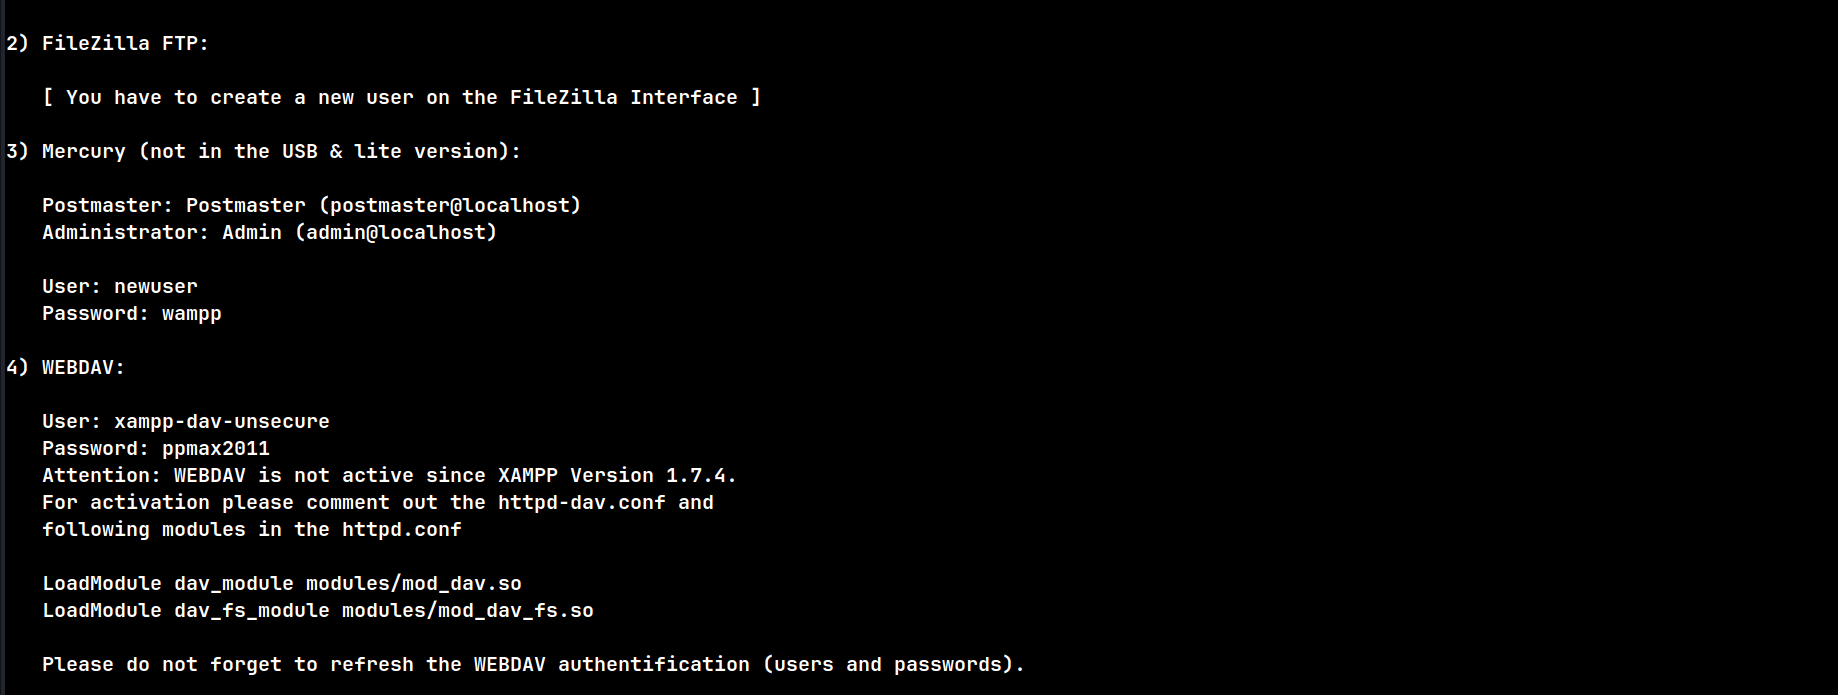 2) FileZilla FTP:
[ You have to create a new user on the FileZilla Interface ]
3) Mercury (not in the USB & lite version):
Postmaster: Postmaster (postmaster@localhost)
Administrator: Admin (admin@localhost)
User: newuser
Password: wampp
4) WEBDAV:
User: xampp-dav-unsecure
Password: ppmax2011
Attention: WEBDAV is not active since XAMPP Version 1.7.4.
For activation please comment out the httpd-dav.conf and
following modules in the httpd.conf
LoadModule dav_module modules/mod_dav.so
LoadModule dav_fs_module modules/mod_dav_fs.so
Please do not forget to refresh the WEBDAV authentification (users and passwords).